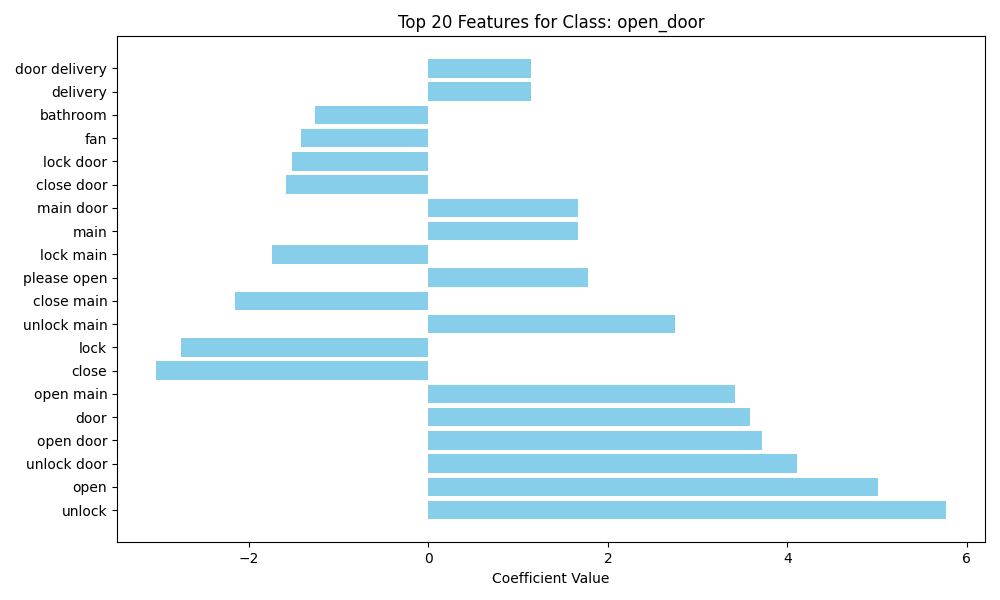 Top 20 Features for Class: open_door
door delivery
delivery
bathroom
fan
lock door
close door
main door
main
lock main
please open
close main
unlock main
lock
close
open main
door
open door
unlock door
open
unlock
−2 0 2 4 6
Coefficient Value